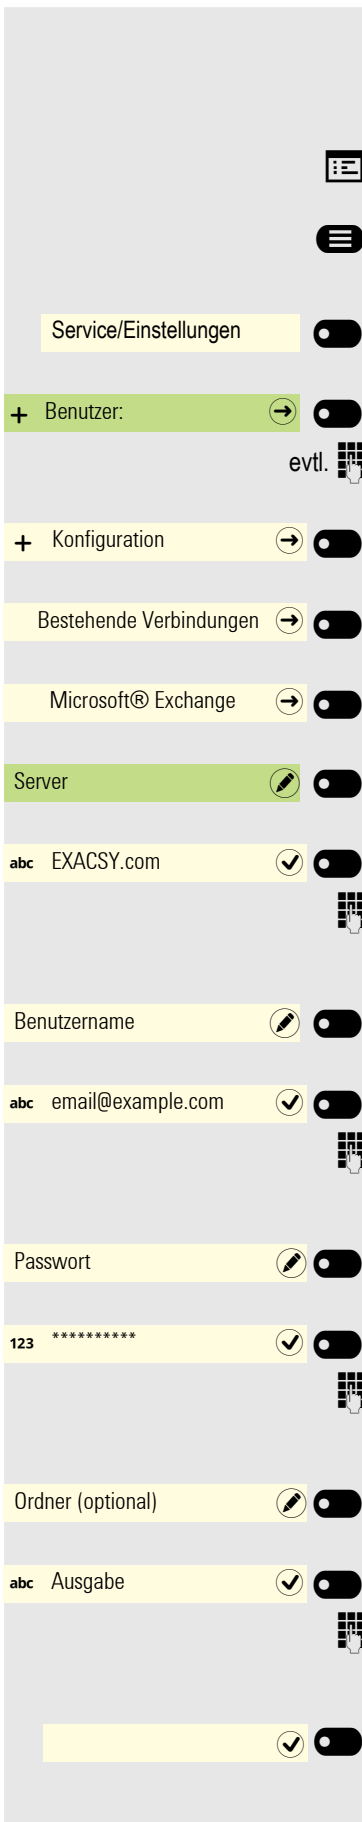 Service/Einstellungen
+ Benutzer:
evtl.
+ Konfiguration
Bestehende Verbindungen
Microsoft® Exchange
Server
abc EXACSY.com
Benutzername
abc email@example.com
Passwort
123 **********
Ordner (optional)
abc Ausgabe